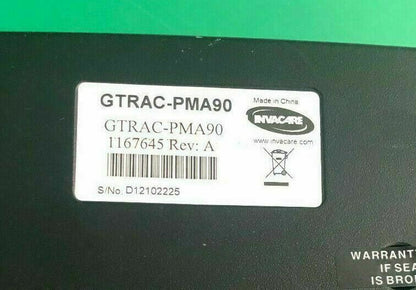 GTRAC-PMA90
Made in China
INVACARE
www.invacare.com
GTRAC-PMA90
1167645 Rev: A
S/No: D12102225
WARRANT
IF SEA
IS BROK